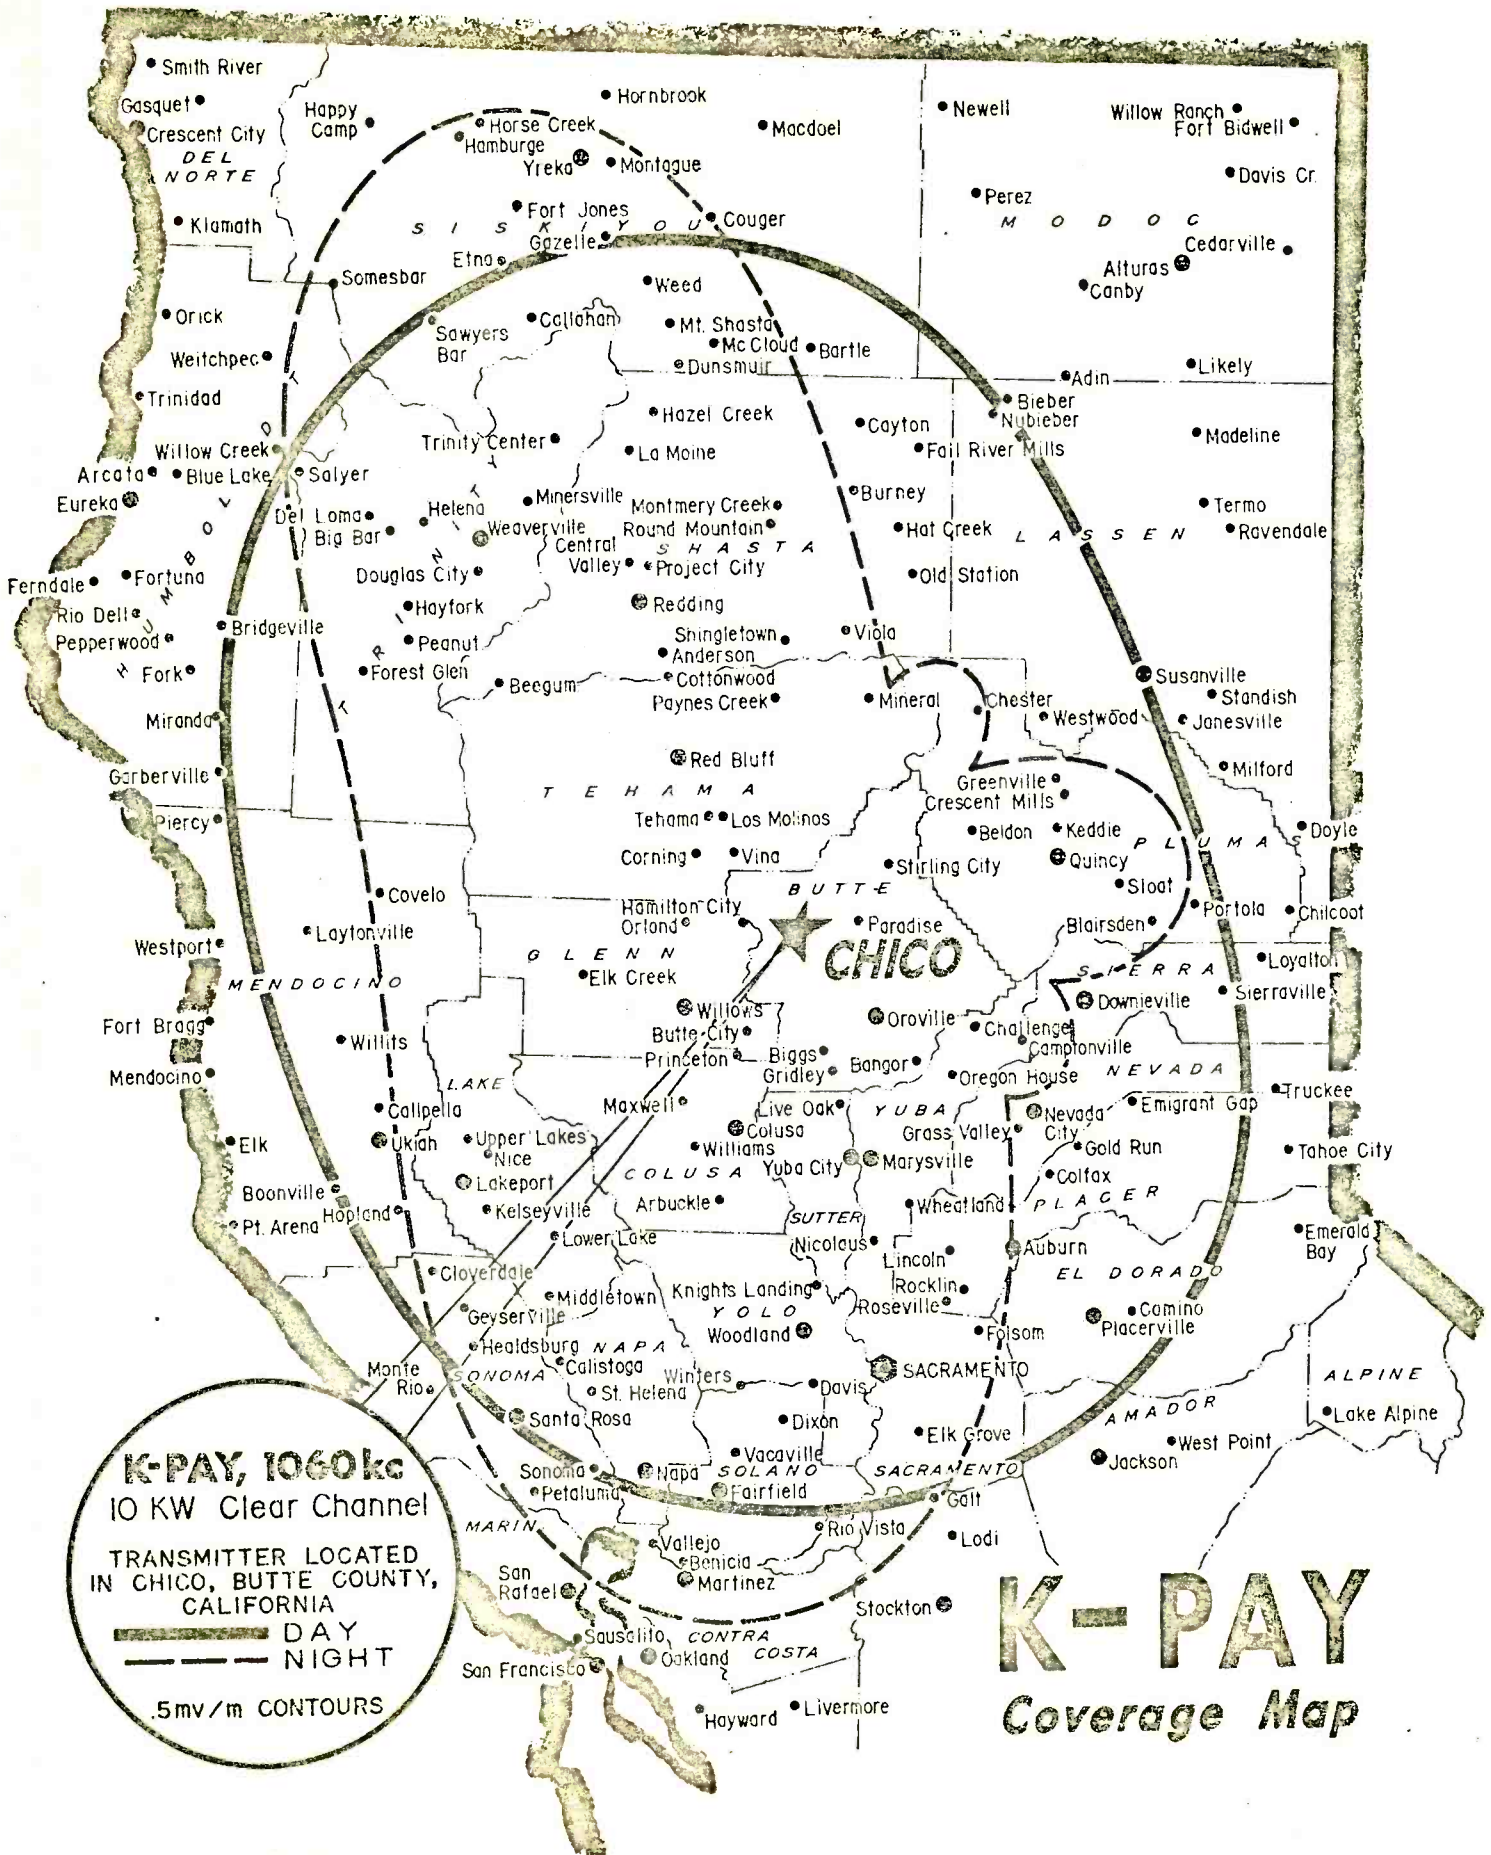 Smith River
Gasquet
Crescent City
DEL
NORTE
Happy
Camp
Horse Creek
Hamburge
Yreka
Hornbrook
Montague
Macdoel
Newell
Willow Ranch
Fort Bidwell
Davis Cr.
Perez
MODOC
Cedarville
Alturas
Canby
Klamath
Fort Jones
SISKIYOU
Gazelle
Couger
Etna
Somesbar
Weed
Orick
Sawyers
Bar
Callahan
Mt. Shasta
Mc Cloud
Bartle
Dunsmuir
Weitchpec
Adin
Likely
Trinidad
Bieber
Nubieber
Hazel Creek
Cayton
Madeline
Willow Creek
Trinity Center
La Moine
Fall River Mills
Arcata
Blue Lake
Salyer
Eureka
HUMBOLDT
Del Loma
Big Bar
Helena
Minersville
Weaverville
Montmery Creek
Round Mountain
Burney
Termo
Ravendale
Hat Creek
LASSEN
Central
Valley
SHASTA
Project City
Old Station
Ferndale
Fortuna
Douglas City
TRINITY
Rio Dell
Hayfork
Redding
Pepperwood
Bridgeville
Peanut
Shingletown
Anderson
Viola
Fork
Forest Glen
Beegum
Cottonwood
Paynes Creek
Mineral
Chester
Susanville
Standish
Westwood
Janesville
Miranda
Garberville
Red Bluff
Milford
Greenville
Crescent Mills
TEHAMA
Piercy
Tehama
Los Molinos
Beldon
Keddie
PLUMAS
Doyle
Corning
Vina
Stirling City
Quincy
Sloat
BUTTE
Covelo
Hamilton City
Orland
Paradise
Portola
Chilcoot
Blairsden
Laytonville
CHICO
Westport
GLENN
Elk Creek
SIERRA
Loyalton
MENDOCINO
Downieville
Sierraville
Willows
Fort Bragg
Butte City
Oroville
Challenge
Willits
Princeton
Biggs
Gridley
Bangor
Camptonville
Mendocino
LAKE
Oregon House
NEVADA
Truckee
Calipella
Maxwell
Live Oak
YUBA
Nevada
City
Emigrant Gap
Ukiah
Upper Lakes
Nice
Colusa
Grass Valley
Elk
Williams
Yuba City
Marysville
Gold Run
Tahoe City
Lakeport
COLUSA
Colfax
Boonville
Kelseyville
Arbuckle
Wheatland
PLACER
Hopland
SUTTER
Pt. Arena
Lower Lake
Nicolaus
Lincoln
Auburn
Emerald
Bay
Cloverdale
EL DORADO
Middletown
Knights Landing
Rocklin
Roseville
Geyserville
YOLO
Camino
Placerville
Healdsburg
NAPA
Woodland
Folsom
Monte
Rio
SONOMA
Calistoga
Winters
SACRAMENTO
St. Helena
Davis
ALPINE
Santa Rosa
Dixon
Elk Grove
AMADOR
Lake Alpine
West Point
Vacaville
Jackson
Sonoma
Napa
SOLANO
SACRAMENTO
Petaluma
Fairfield
Galt
MARIN
Rio Vista
Lodi
Vallejo
Benicia
Martinez
San
Rafael
Stockton
Sausalito
CONTRA
COSTA
San Francisco
Oakland
Hayward
Livermore
K-PAY, 1060kc
10 KW Clear Channel
TRANSMITTER LOCATED
IN CHICO, BUTTE COUNTY,
CALIFORNIA
DAY
NIGHT
.5mv/m CONTOURS
K-PAY
Coverage Map